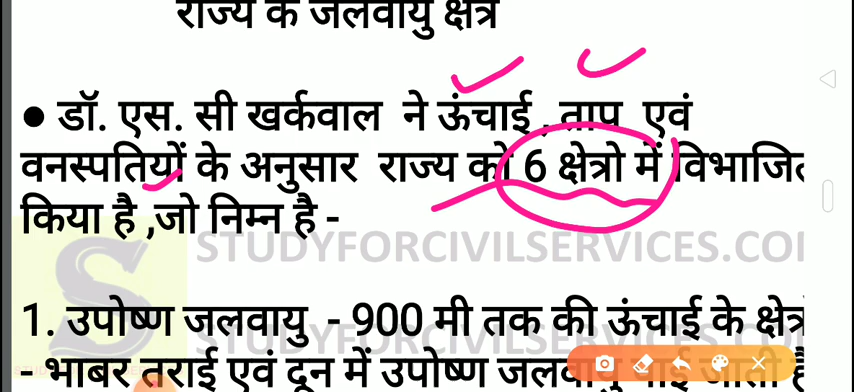 राज्य के जलवायु क्षेत्र
● डॉ. एस. सी खर्कवाल ने ऊंचाई , ताप एवं
वनस्पतियों के अनुसार राज्य को 6 क्षेत्रो में विभाजित
किया है ,जो निम्न है -
STUDYFORCIVILSERVICES.COM
1. उपोष्ण जलवायु - 900 मी तक की ऊंचाई के क्षेत्र
भाबर तराई एवं दून में उपोष्ण जलवायु पाई जाती है